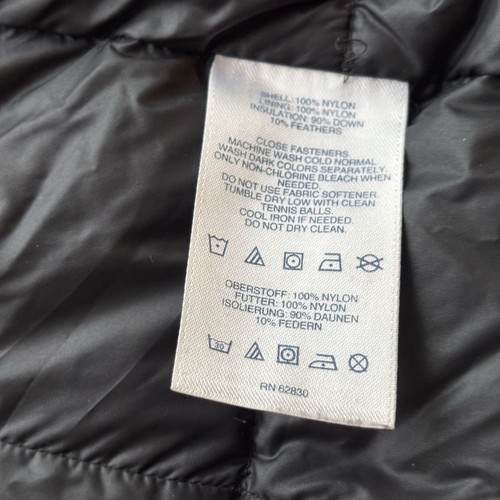 SHELL: 100% NYLON
LINING: 100% NYLON
INSULATION: 90% DOWN
10% FEATHERS
CLOSE FASTENERS.
MACHINE WASH COLD NORMAL.
WASH DARK COLORS SEPARATELY.
ONLY NON-CHLORINE BLEACH WHEN
NEEDED.
DO NOT USE FABRIC SOFTENER.
TUMBLE DRY LOW WITH CLEAN
TENNIS BALLS.
COOL IRON IF NEEDED.
DO NOT DRY CLEAN.
OBERSTOFF: 100% NYLON
FUTTER: 100% NYLON
ISOLIERUNG: 90% DAUNEN
10% FEDERN
30
RN 62830